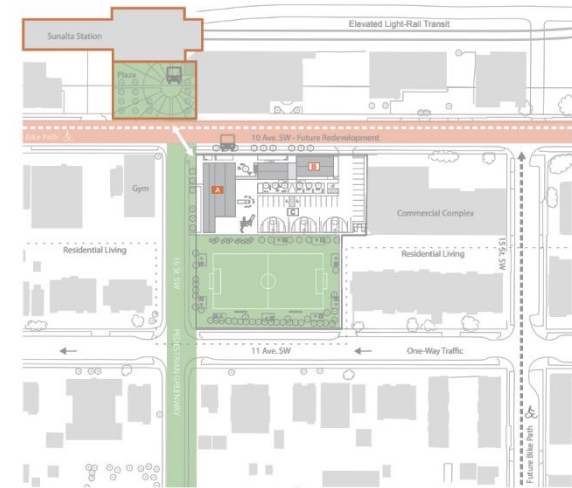 Elevated Light-Rail Transit
Sunalta Station
Plaza
Bike Path
10 Ave. SW - Future Redevelopment
B
A
C
Gym
Commercial Complex
Residential Living
Residential Living
16 St. SW
15 St. SW
PEDESTRIAN GREENWAY
11 Ave. SW
One-Way Traffic
Future Bike Path